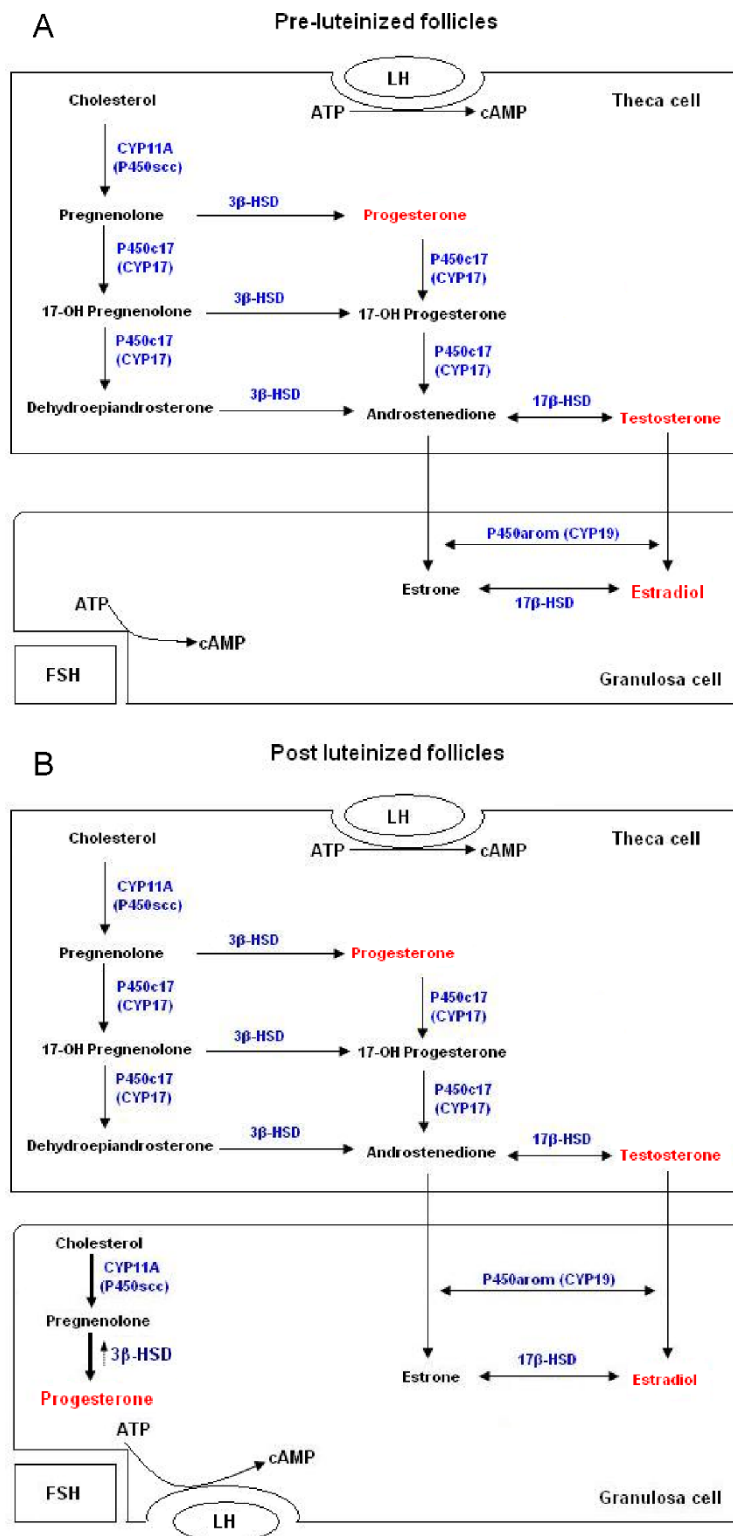 A
Pre-luteinized follicles
LH
Cholesterol
Theca cell
ATP
cAMP
CYP11A
(P450scc)
Pregnenolone
3β-HSD
Progesterone
P450c17
(CYP17)
P450c17
(CYP17)
17-OH Pregnenolone
3β-HSD
17-OH Progesterone
P450c17
(CYP17)
P450c17
(CYP17)
Dehydroepiandrosterone
3β-HSD
Androstenedione
17β-HSD
Testosterone
P450arom (CYP19)
Estrone
17β-HSD
Estradiol
ATP
cAMP
FSH
Granulosa cell
B
Post luteinized follicles
LH
Cholesterol
Theca cell
ATP
cAMP
CYP11A
(P450scc)
Pregnenolone
3β-HSD
Progesterone
P450c17
(CYP17)
P450c17
(CYP17)
17-OH Pregnenolone
3β-HSD
17-OH Progesterone
P450c17
(CYP17)
P450c17
(CYP17)
Dehydroepiandrosterone
3β-HSD
Androstenedione
17β-HSD
Testosterone
Cholesterol
CYP11A
(P450scc)
P450arom (CYP19)
Pregnenolone
3β-HSD
Progesterone
Estrone
17β-HSD
Estradiol
ATP
cAMP
FSH
LH
Granulosa cell